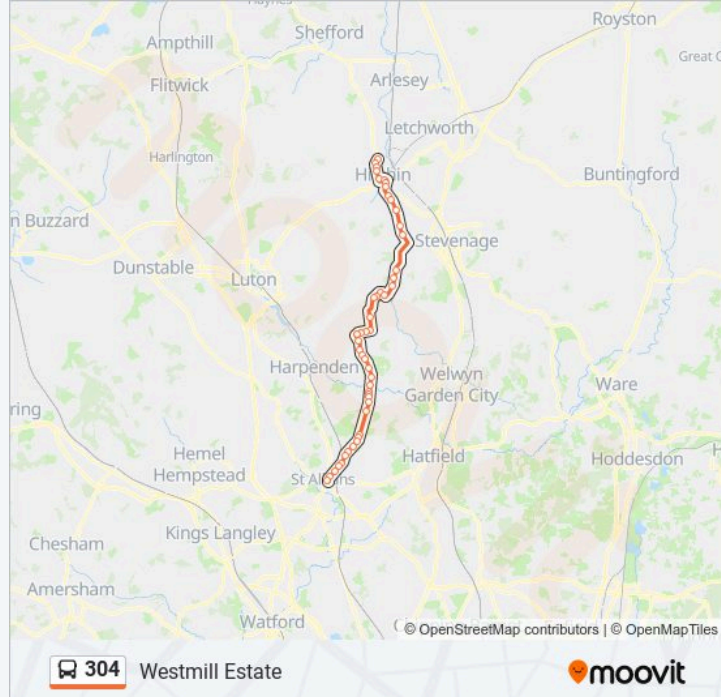 Royston
Shefford
Ampthill
Great C
Flitwick
Arlesey
Letchworth
Harlington
Buntingford
n Buzzard
Stevenage
Dunstable
Luton
Harpenden
Welwyn
Garden City
Ware
ring
Hemel
Hempstead
Hatfield
Hoddesdon
Kings Langley
Chesham
Amersham
Watford
© OpenStreetMap contributors | © OpenMapTiles
304 Westmill Estate
moovit